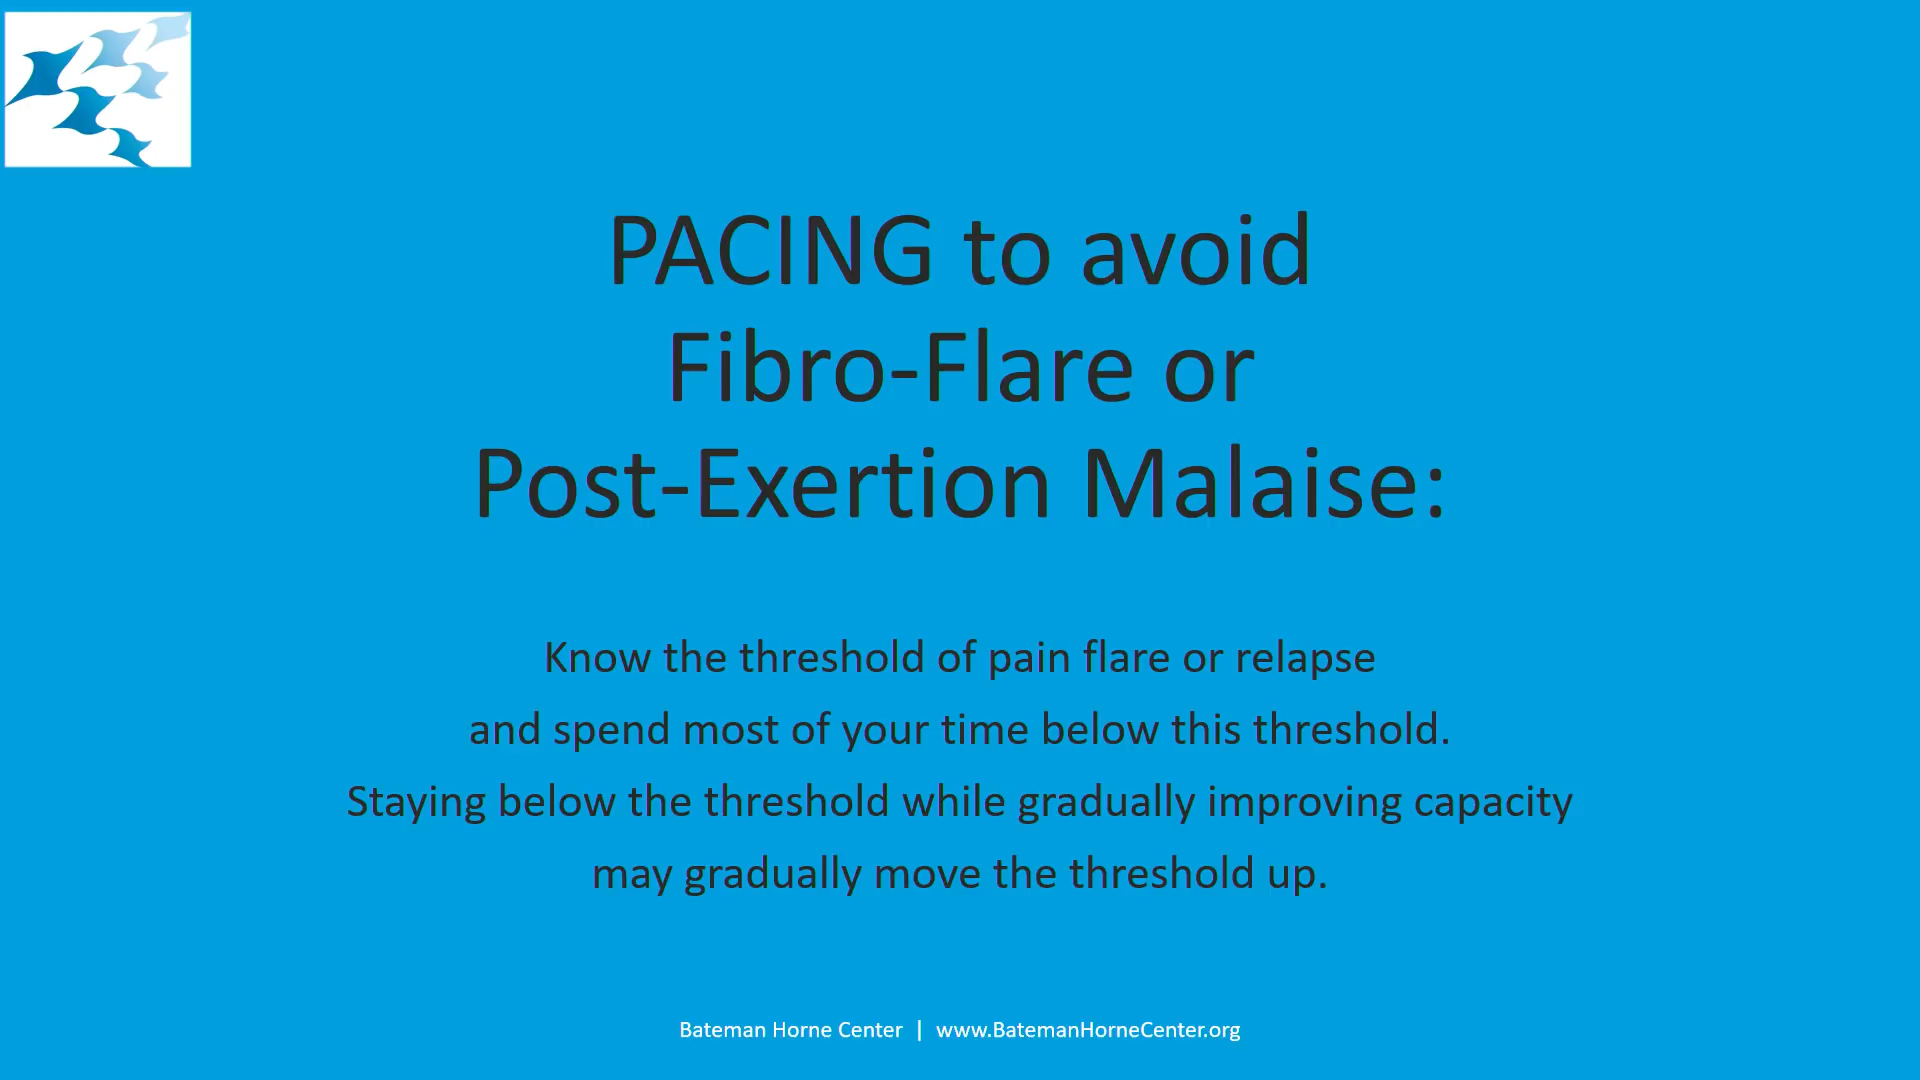 PACING to avoid
Fibro-Flare or
Post-Exertion Malaise:
Know the threshold of pain flare or relapse
and spend most of your time below this threshold.
Staying below the threshold while gradually improving capacity
may gradually move the threshold up.
Bateman Horne Center | www.BatemanHorneCenter.org